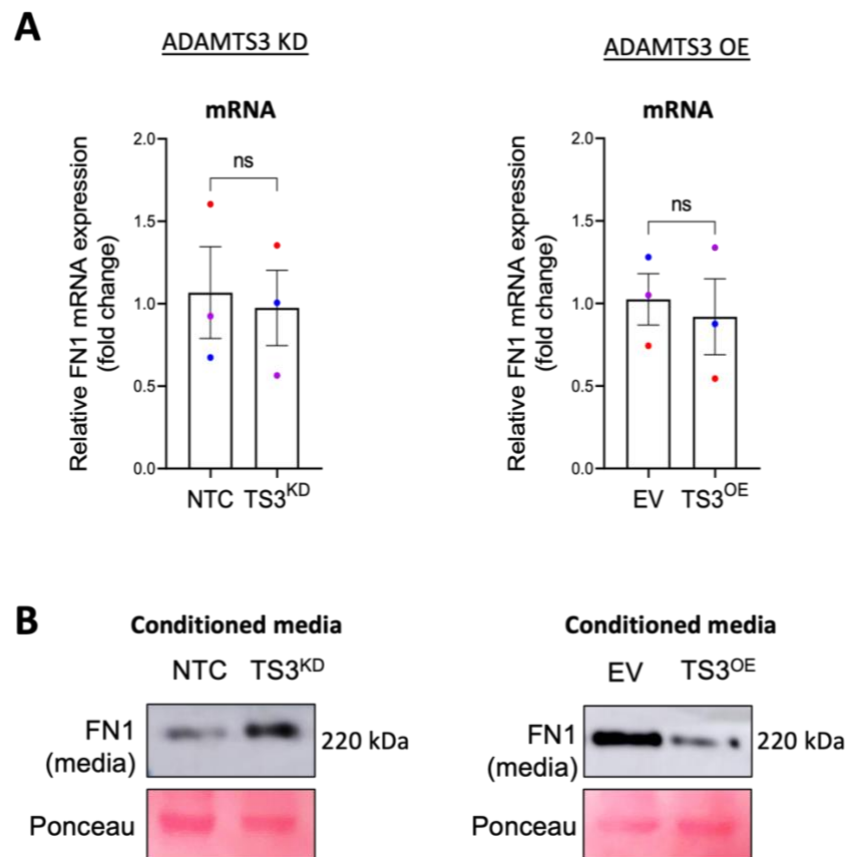 A
ADAMTS3 KD
ADAMTS3 OE
mRNA
mRNA
Relative FN1 mRNA expression
(fold change)
2.0
1.5
1.0
0.5
0.0
ns
NTC TS3KD
Relative FN1 mRNA expression
(fold change)
2.0
1.5
1.0
0.5
0.0
ns
EV TS3OE
B
Conditioned media
NTC TS3KD
FN1
(media)
220 kDa
Ponceau
Conditioned media
EV TS3OE
FN1
(media)
220 kDa
Ponceau